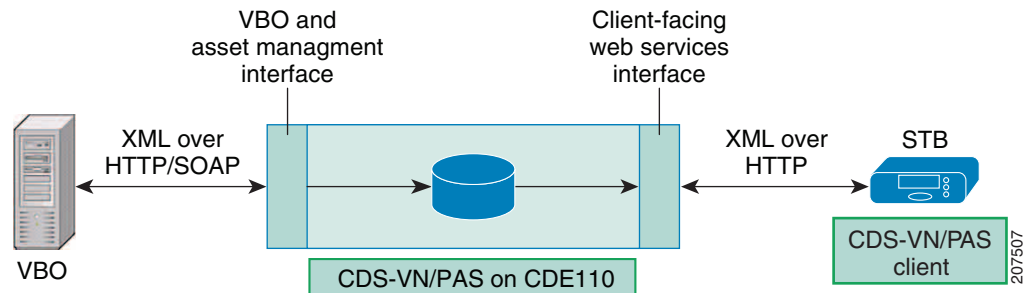 VBO and
asset managment
interface
Client-facing
web services
interface
XML over
HTTP/SOAP
XML over
HTTP
STB
VBO
CDS-VN/PAS on CDE110
CDS-VN/PAS
client
207507